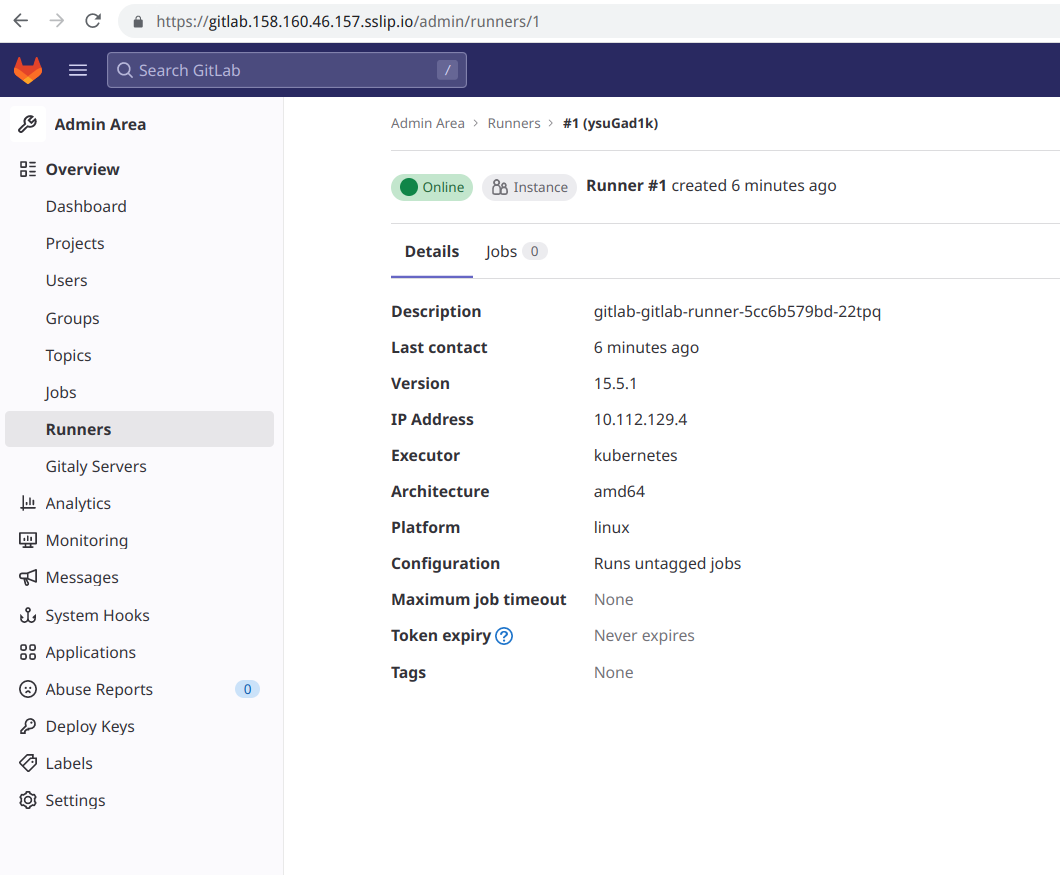 https://gitlab.158.160.46.157.sslip.io/admin/runners/1
Search GitLab /
Admin Area
Overview
Dashboard
Projects
Users
Groups
Topics
Jobs
Runners
Gitaly Servers
Analytics
Monitoring
Messages
System Hooks
Applications
Abuse Reports 0
Deploy Keys
Labels
Settings
Admin Area > Runners > #1 (ysuGad1k)
Online Instance Runner #1 created 6 minutes ago
Details Jobs 0
Description gitlab-gitlab-runner-5cc6b579bd-22tpq
Last contact 6 minutes ago
Version 15.5.1
IP Address 10.112.129.4
Executor kubernetes
Architecture amd64
Platform linux
Configuration Runs untagged jobs
Maximum job timeout None
Token expiry ? Never expires
Tags None